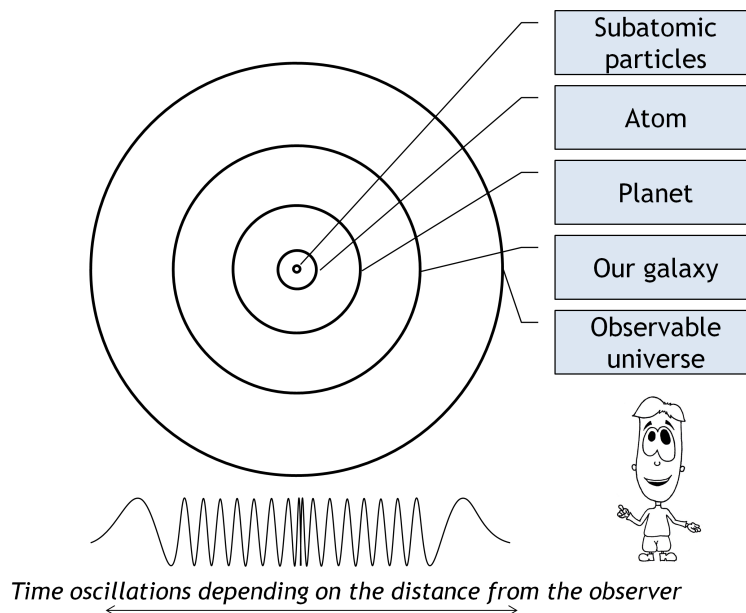 Subatomic
particles
Atom
Planet
Our galaxy
Observable
universe
Time oscillations depending on the distance from the observer